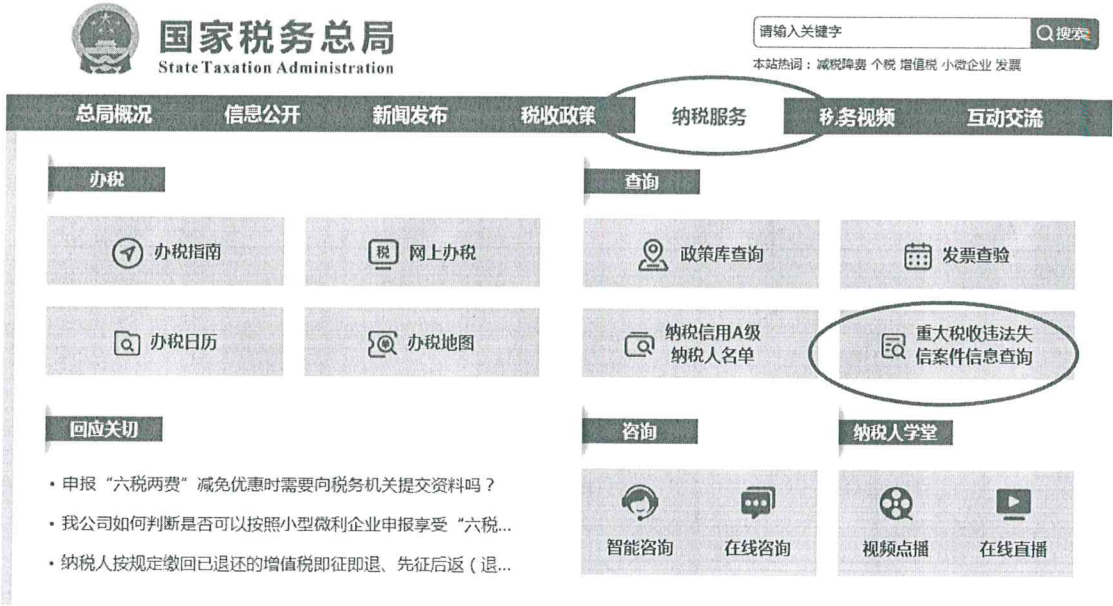 国家税务总局
State Taxation Administration
请输入关键字
搜索
本站热词：减税降费 个税 增值税 小微企业 发票
总局概况 信息公开 新闻发布 税收政策 纳税服务 税务视频 互动交流
办税
办税指南
网上办税
办税日历
办税地图
查询
政策库查询
发票查验
纳税信用A级
纳税人名单
重大税收违法失
信案件信息查询
回应关切
• 申报“六税两费”减免优惠时需要向税务机关提交资料吗？
• 我公司如何判断是否可以按照小型微利企业申报享受“六税...
• 纳税人按规定缴回已退还的增值税即征即退、先征后返（退...
咨询
智能咨询
在线咨询
纳税人学堂
视频点播
在线直播